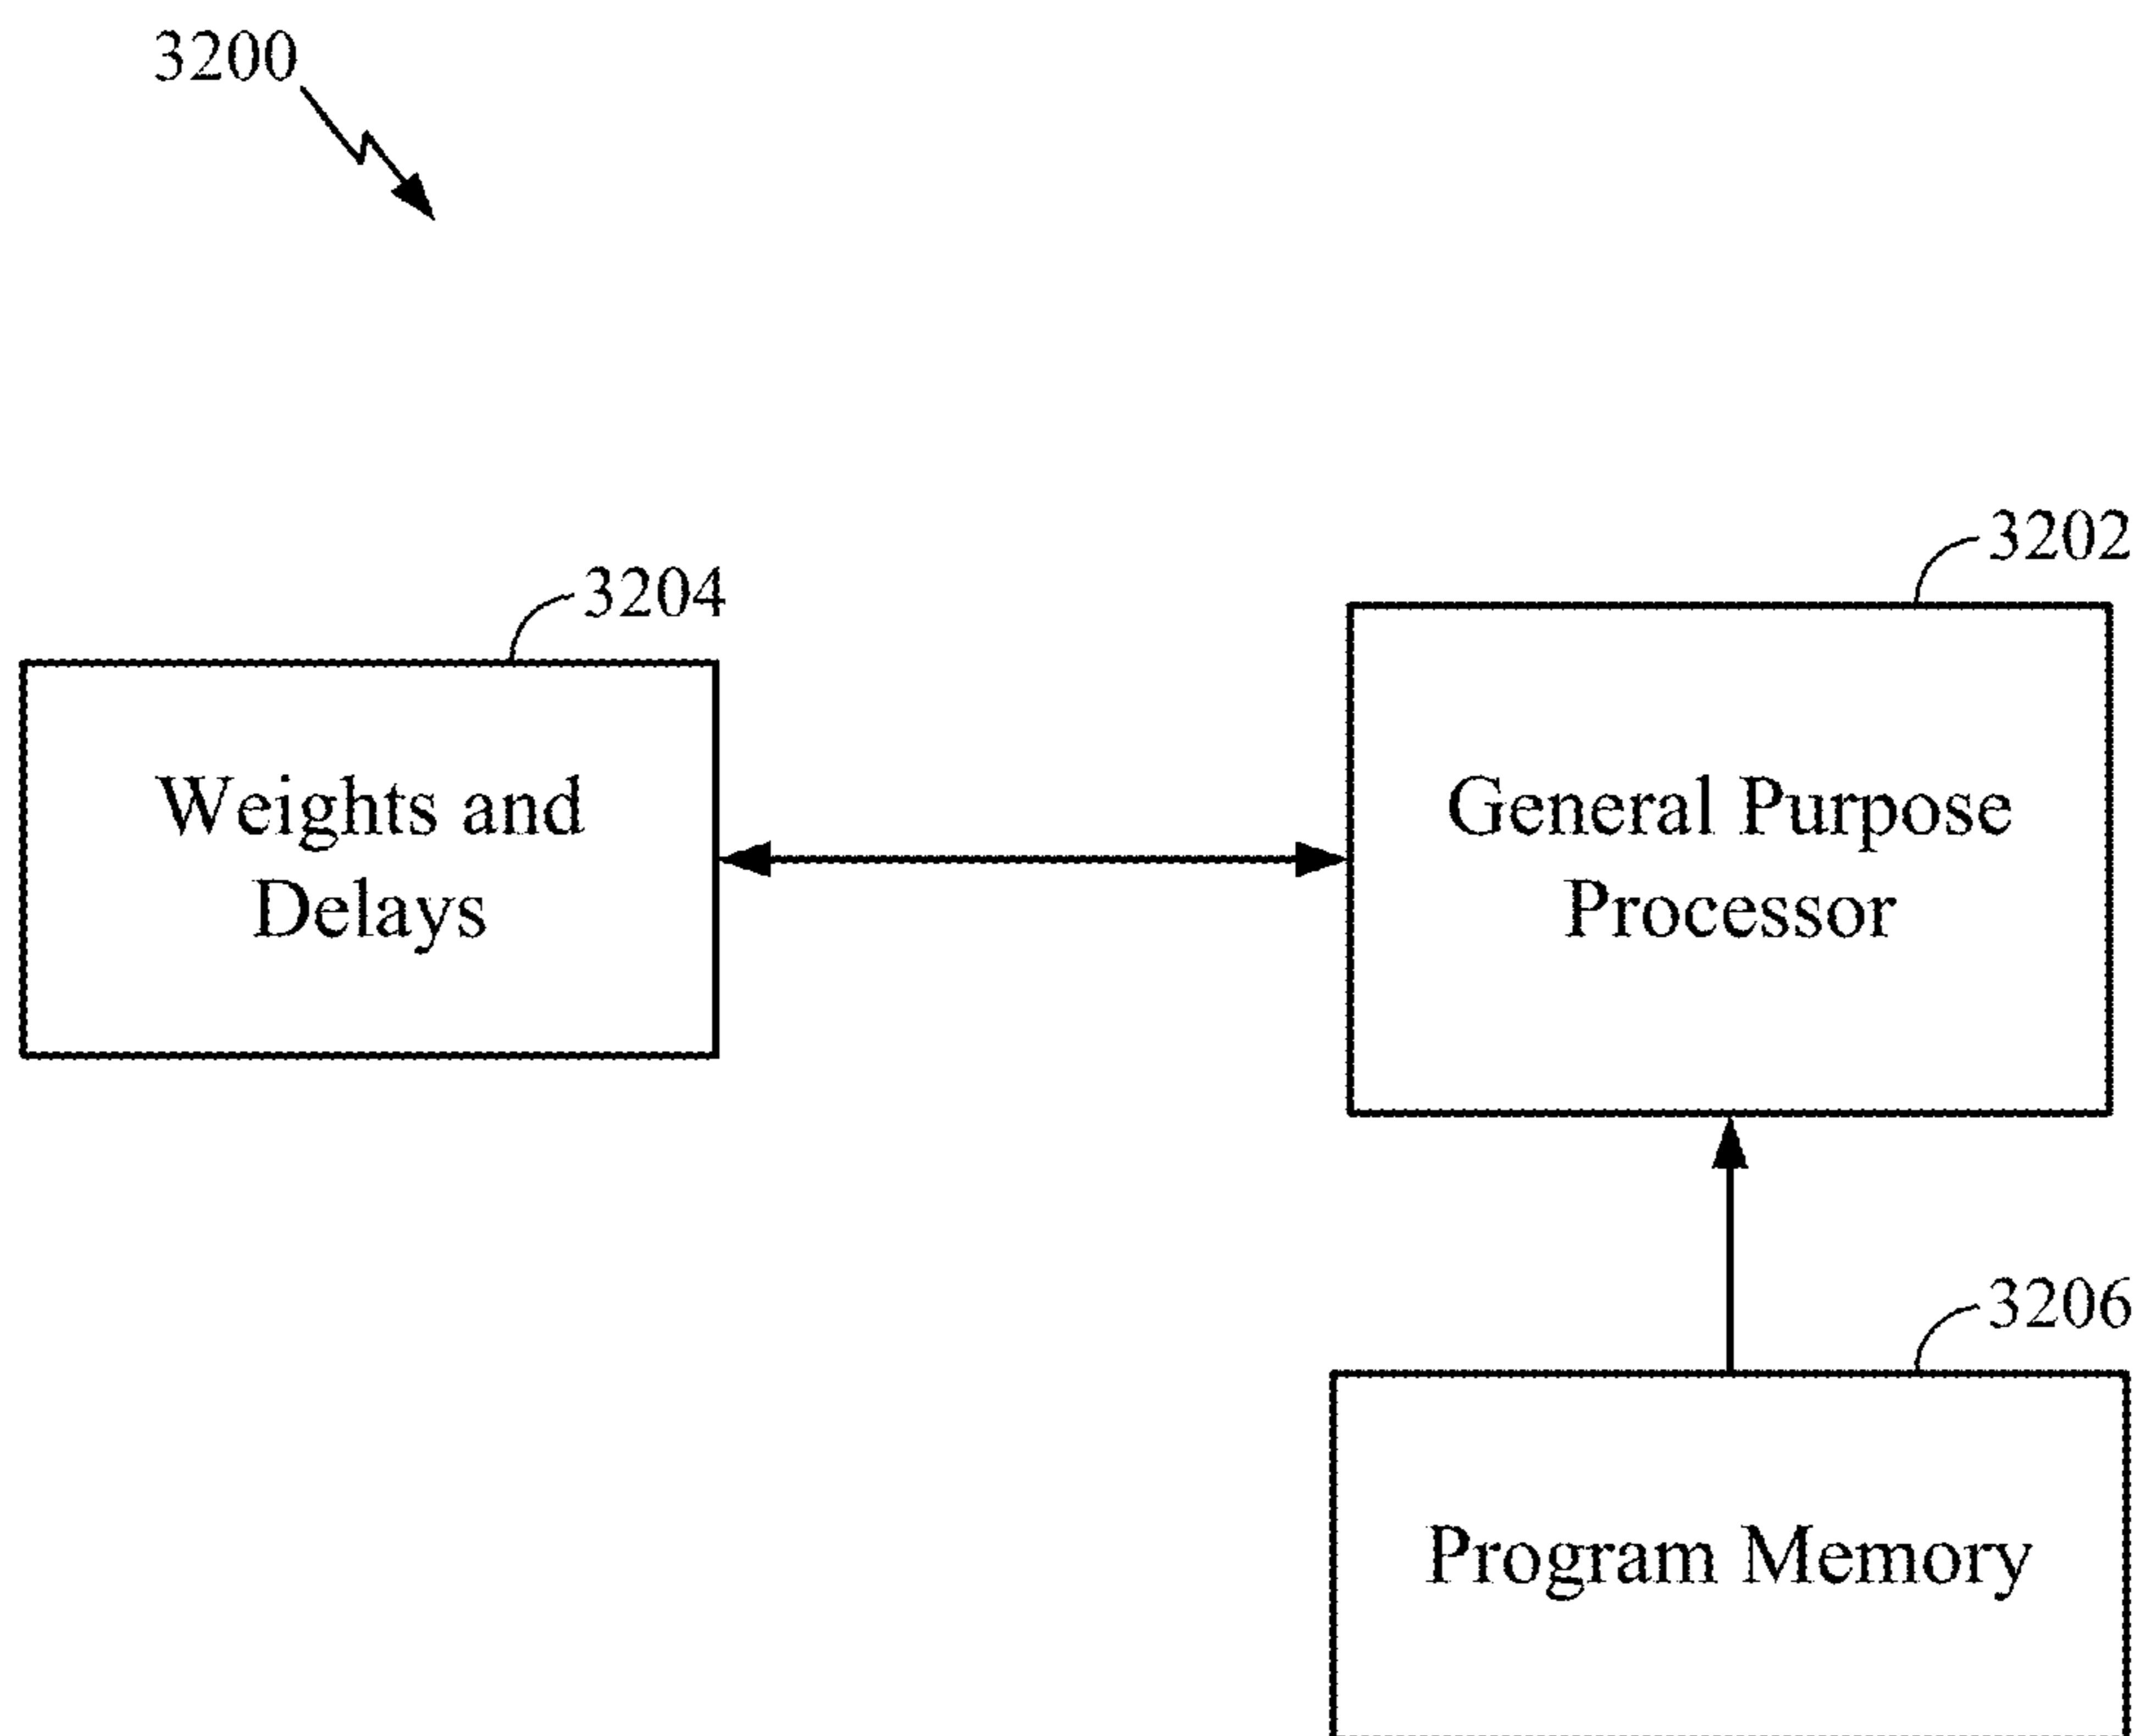 3200
3202
3204
Weights and
Delays
General Purpose
Processor
3206
Program Memory